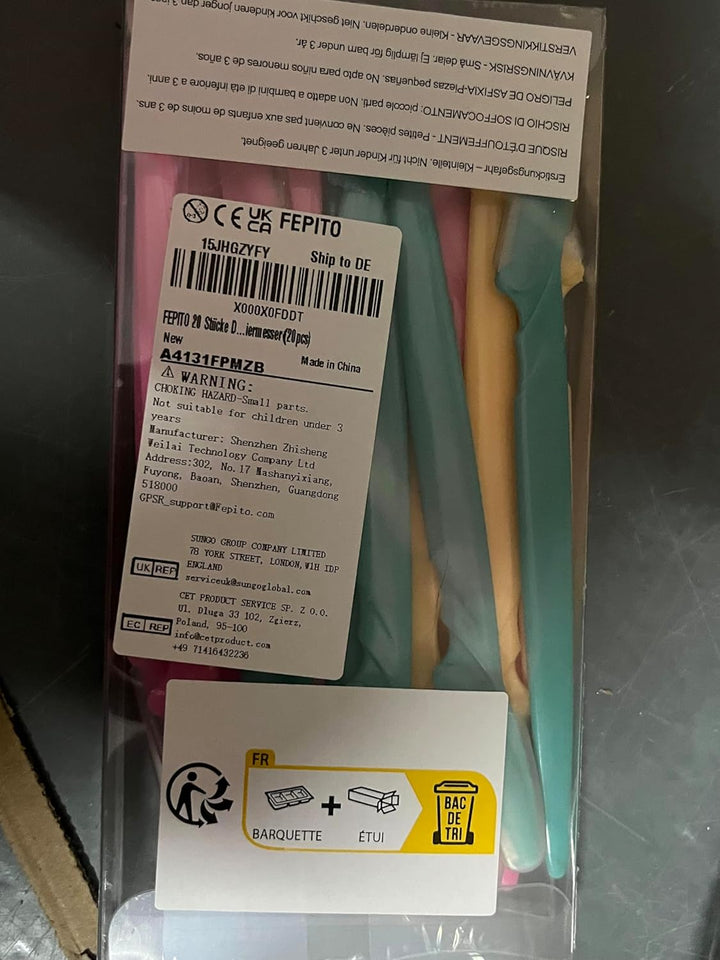 VERSTIKKINGSGEVAAR - Kleine onderdelen. Niet geschikt voor kinderen jonger dan 3
KVÄVNINGSRISK - Små delar. Ej lämplig för barn under 3 år.
PELIGRO DE ASFIXIA-Piezas pequeñas. No apto para niños menores de 3 años.
RISCHIO DI SOFFOCAMENTO: piccole parti. Non adatto a bambini di età inferiore a 3 anni.
RISQUE D'ÉTOUFFEMENT - Petites pièces. Ne convient pas aux enfants de moins de 3 ans.
Erstickungsgefahr – Kleinteile. Nicht für Kinder unter 3 Jahren geeignet.
0-3 CE UK CA FEPITO
15JHGZYFY Ship to DE
X000X0FDDT
FEPITO 20 Stücke D...iermesser(20pcs)
New
A4131FPMZB Made in China
WARNING:
CHOKING HAZARD-Small parts.
Not suitable for children under 3
years
Manufacturer: Shenzhen Zhisheng
Weilai Technology Company Ltd
Address:302, No.17 Mashanyixiang,
Fuyong, Baoan, Shenzhen, Guangdong
518000
GPSR_support@Fepito.com
SUNGO GROUP COMPANY LIMITED
78 YORK STREET, LONDON,W1H 1DP
UK REP ENGLAND
serviceuk@sungoglobal.com
CET PRODUCT SERVICE SP. Z O.O.
Ul. Dluga 33 102, Zgierz,
EC REP Poland, 95-100
info@cetproduct.com
+49 71416432236
FR
BARQUETTE + ÉTUI
BAC
DE
TRI